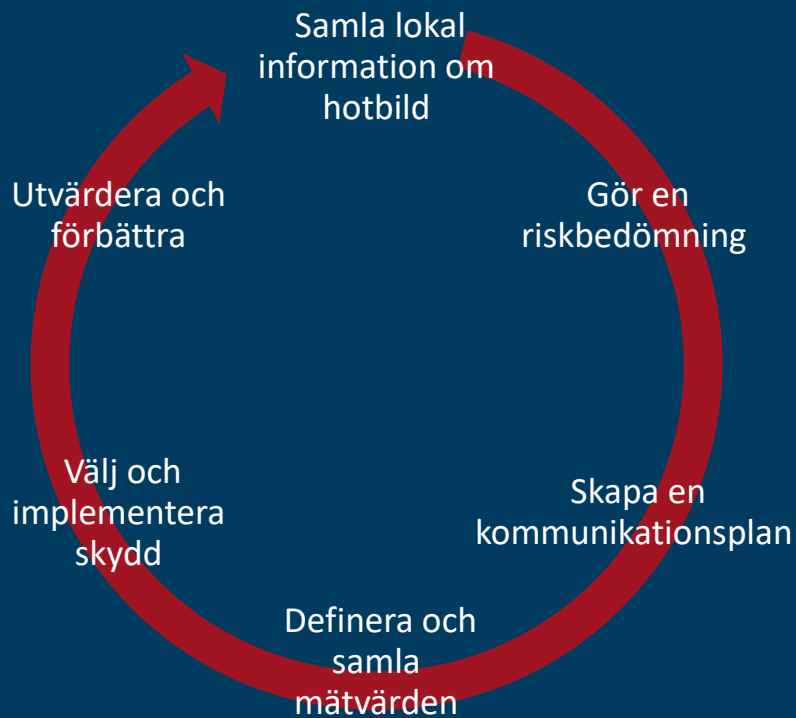 Samla lokal
information om
hotbild
Gör en
riskbedömning
Skapa en
kommunikationsplan
Definera och
samla
mätvärden
Välj och
implementera
skydd
Utvärdera och
förbättra